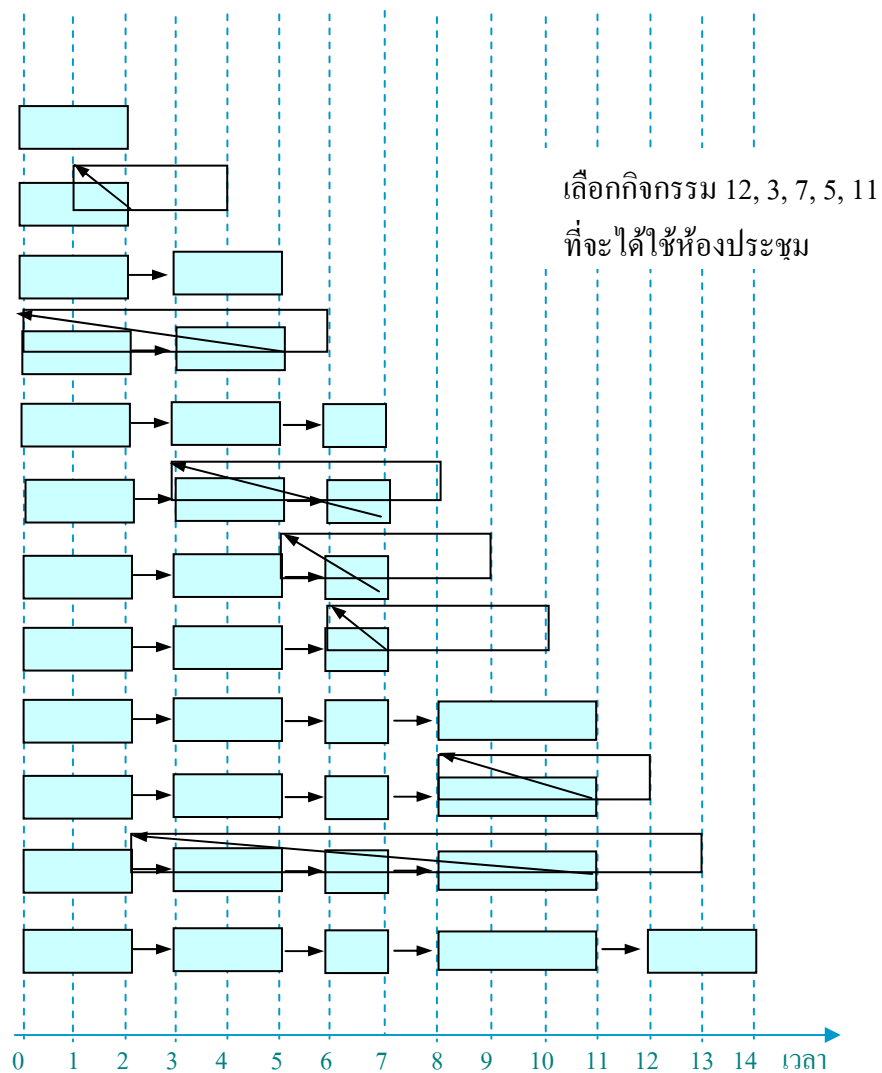 เลือกกิจกรรม 12, 3, 7, 5, 11
ที่จะได้ใช้ห้องประชุม
0 1 2 3 4 5 6 7 8 9 10 11 12 13 14 เวลา